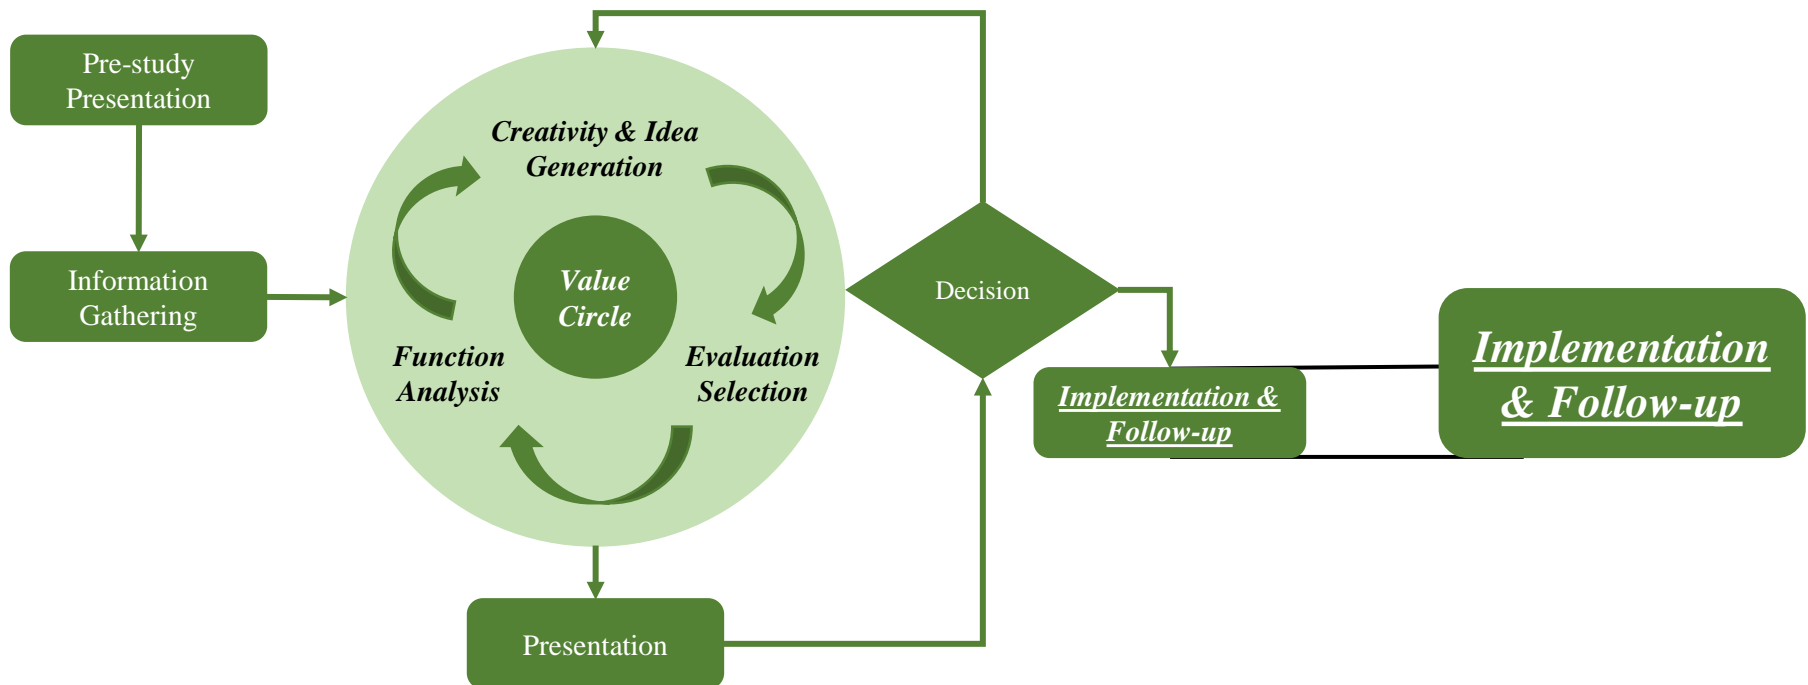 Pre-study
Presentation
Information
Gathering
Creativity & Idea
Generation
Value
Circle
Function
Analysis
Evaluation
Selection
Presentation
Decision
Implementation &
Follow-up
Implementation
& Follow-up